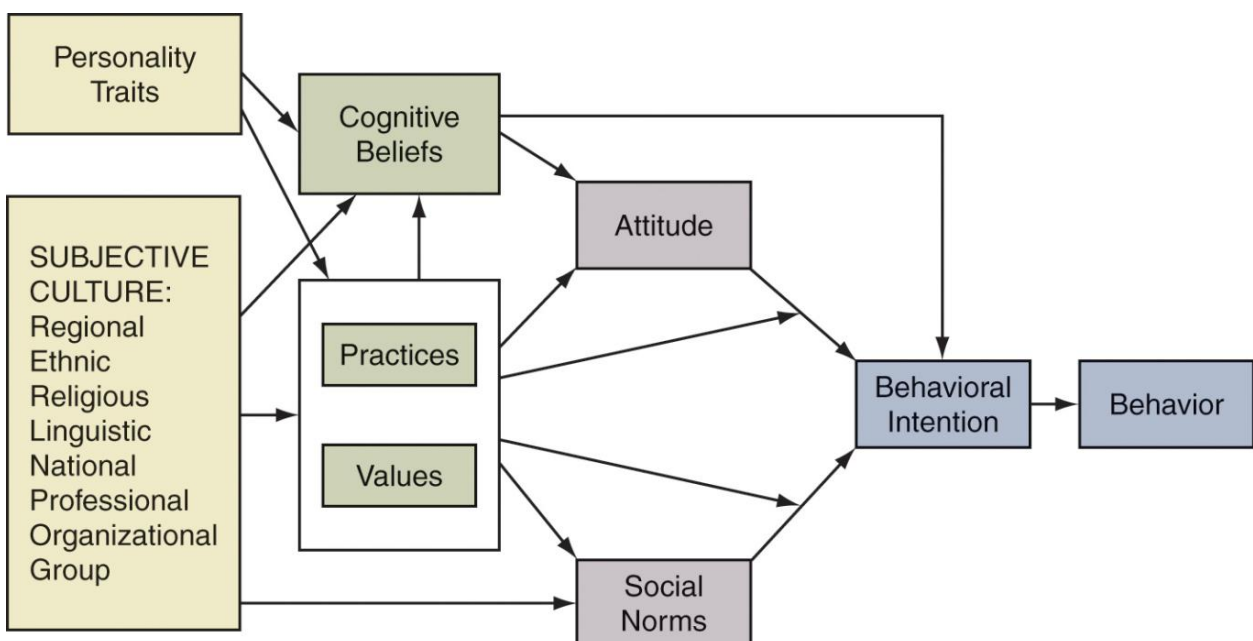 Personality
Traits
Cognitive
Beliefs
Attitude
SUBJECTIVE
CULTURE:
Regional
Ethnic
Religious
Linguistic
National
Professional
Organizational
Group
Practices
Values
Behavioral
Intention
Behavior
Social
Norms